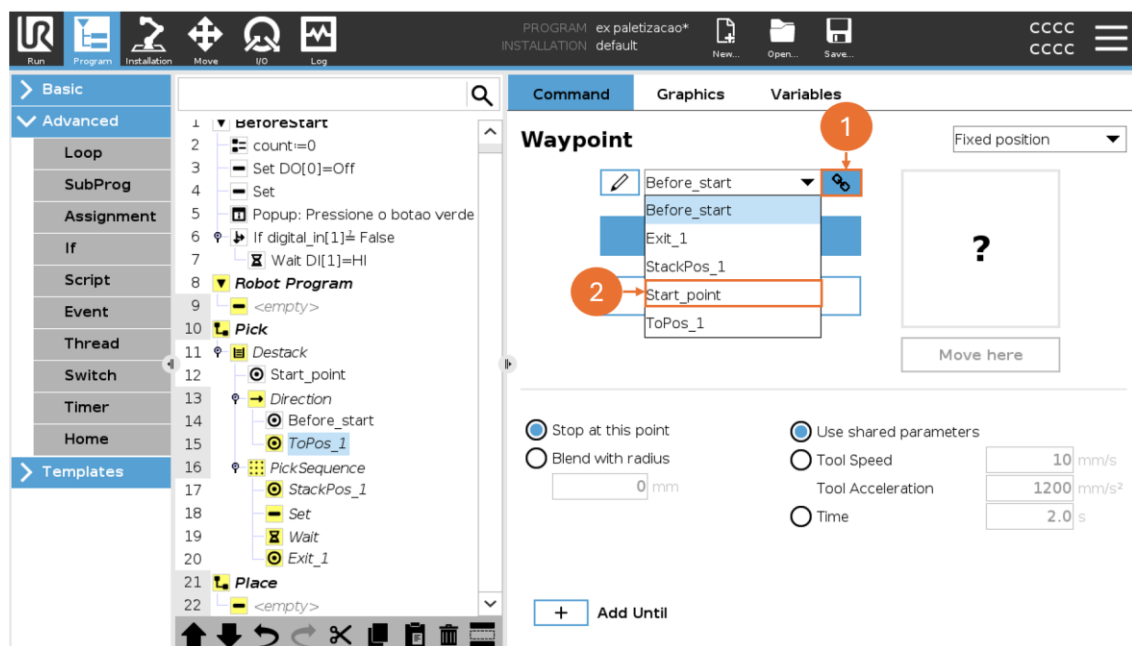 PROGRAM ex paletizacao*
INSTALLATION default
CCCC
CCCC
UR
Run
Program
Installation
Move
I/O
Log
New...
Open...
Save...
Basic
Advanced
Loop
SubProg
Assignment
If
Script
Event
Thread
Switch
Timer
Home
Templates
1 BeforeStart
2 count:=0
3 Set DO[0]=Off
4 Set
5 Popup: Pressione o botao verde
6 If digital_in[1]≟ False
7 Wait DI[1]=HI
8 Robot Program
9 <empty>
10 Pick
11 Destack
12 Start_point
13 Direction
14 Before_start
15 ToPos_1
16 PickSequence
17 StackPos_1
18 Set
19 Wait
20 Exit_1
21 Place
22 <empty>
Command
Graphics
Variables
1
Waypoint
Fixed position
Before_start
Before_start
Exit_1
StackPos_1
2
Start_point
ToPos_1
?
Move here
Stop at this point
Blend with radius
0 mm
Use shared parameters
Tool Speed
10 mm/s
Tool Acceleration
1200 mm/s²
Time
2.0 s
+ Add Until